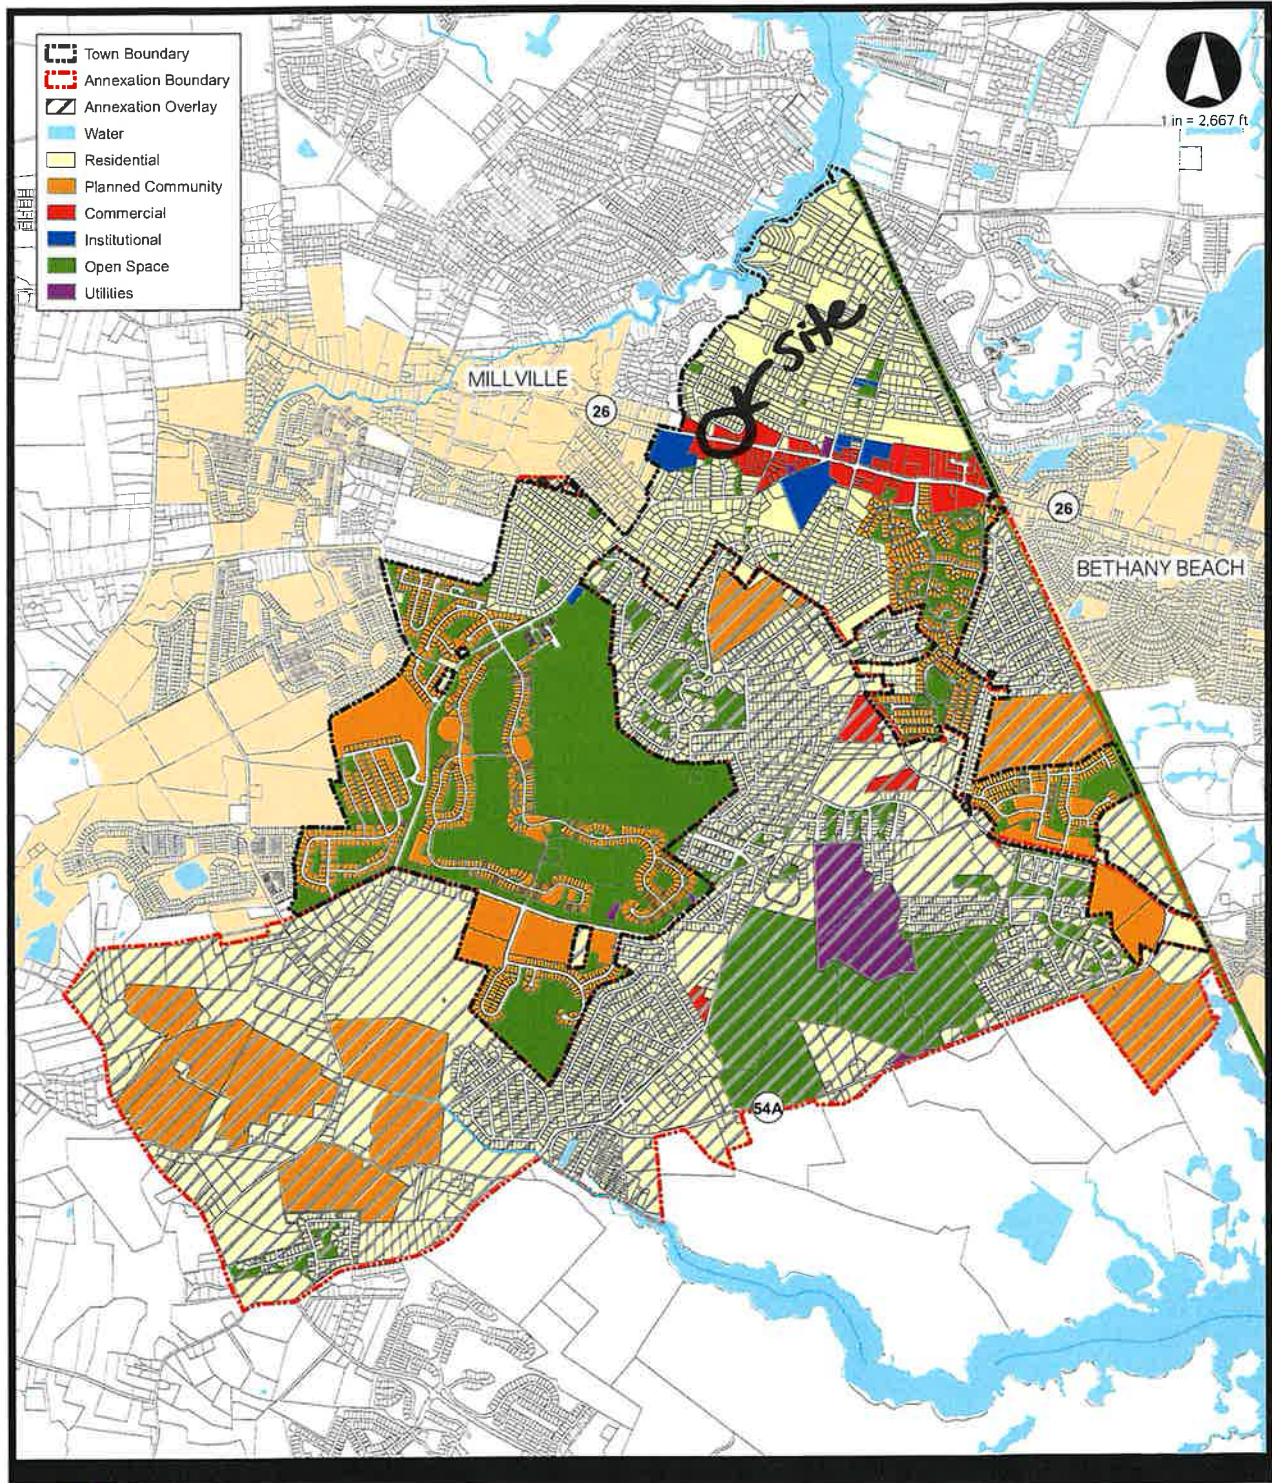 Town Boundary
Annexation Boundary
Annexation Overlay
Water
Residential
Planned Community
Commercial
Institutional
Open Space
Utilities
1 in = 2,667 ft
site
MILLVILLE
26
26
BETHANY BEACH
54A